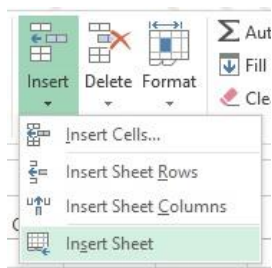 Insert Delete Format
Aut
Fill
Cle
Insert Cells...
Insert Sheet Rows
Insert Sheet Columns
Insert Sheet